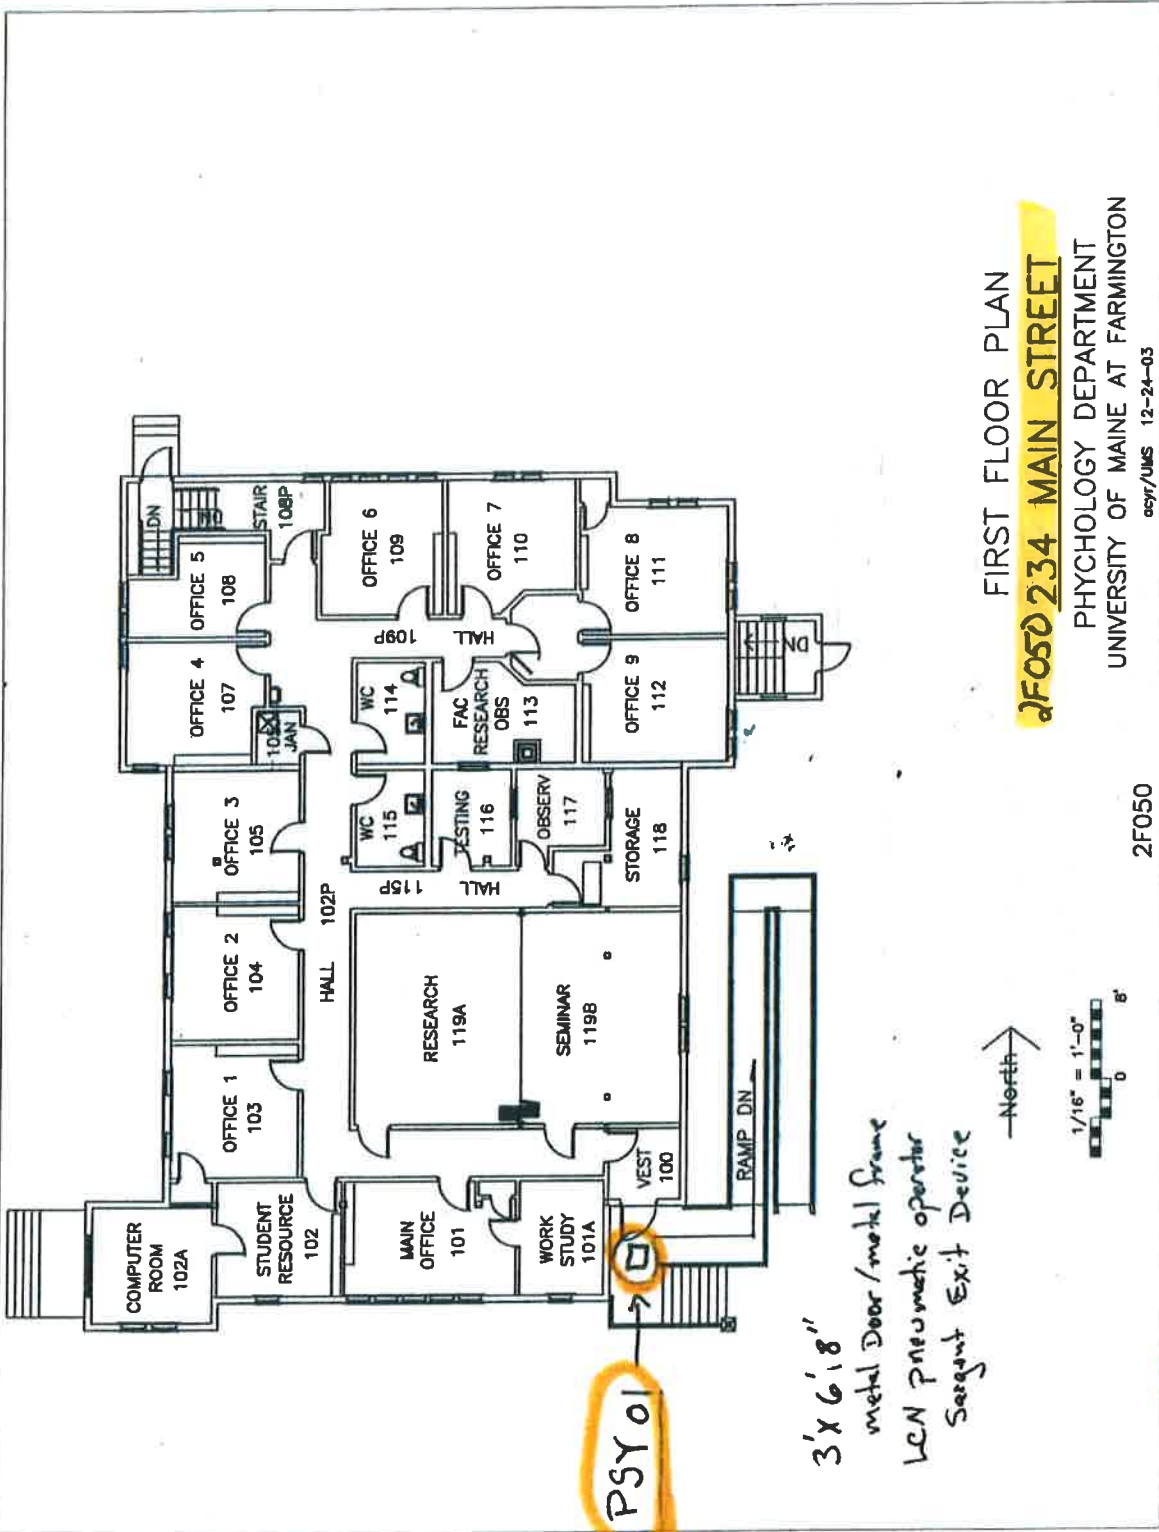 COMPUTER
ROOM
102A
STUDENT
RESOURCE
102
OFFICE 1
103
OFFICE 2
104
OFFICE 3
105
OFFICE 4
107
OFFICE 5
108
DN
DN
STAIR
108P
JAN
HALL 102P
MAIN
OFFICE
101
WORK
STUDY
101A
VEST
100
RESEARCH
119A
SEMINAR
119B
HALL 115P
WC
115
WC
114
TESTING
116
OBSERV
117
STORAGE
118
FAC
RESEARCH
OBS
113
HALL 109P
OFFICE 6
109
OFFICE 7
110
OFFICE 8
111
OFFICE 9
112
DN
RAMP DN
PSY 01
3'x 6'8"
metal Door/metal frame
LCN pneumatic operator
Sargent Exit Device
North
1/16" = 1'-0"
0 8'
FIRST FLOOR PLAN
2F050 234 MAIN STREET
PHYCHOLOGY DEPARTMENT
UNIVERSITY OF MAINE AT FARMINGTON
acyr/UMS 12-24-03
2F050